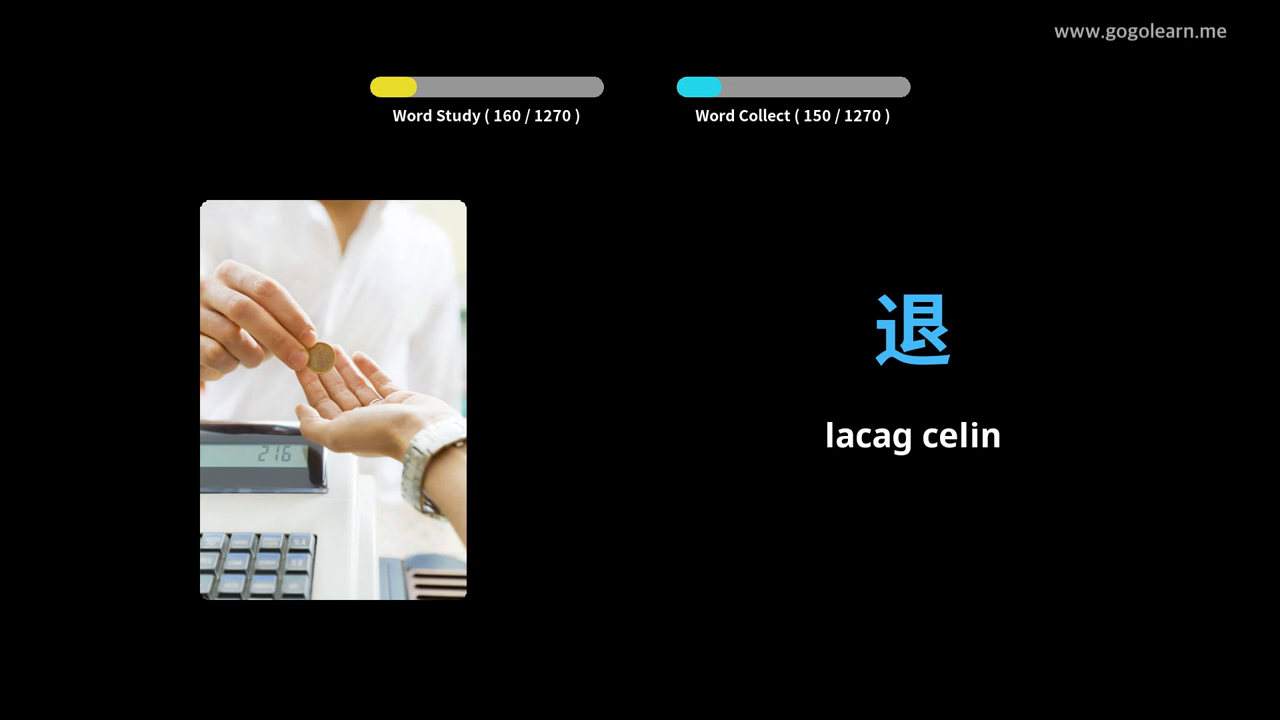 www.gogolearn.me
Word Study ( 160 / 1270 )
Word Collect ( 150 / 1270 )
退
lacag celin
216